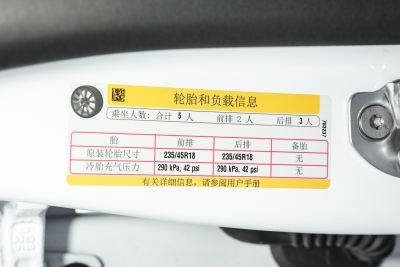 轮胎和负载信息
乘坐人数: 合计 5 人 前排 2 人 后排 3 人
胎 前排 后排 备胎
原装轮胎尺寸 235/45R18 235/45R18 无
冷胎充气压力 290 kPa, 42 psi 290 kPa, 42 psi 无
有关详细信息, 请参阅用户手册